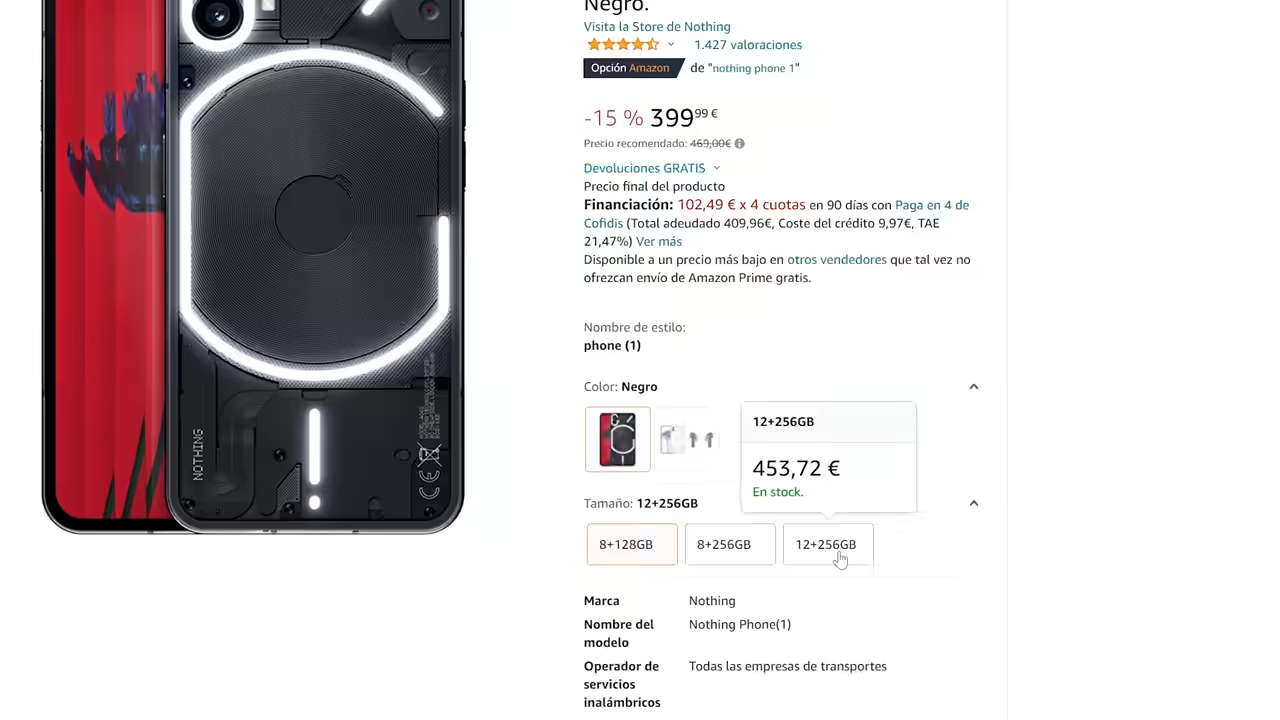 Negro.
Visita la Store de Nothing
1.427 valoraciones
Opción Amazon de "nothing phone 1"
-15 % 399,99 €
Precio recomendado: 469,00€
Devoluciones GRATIS
Precio final del producto
Financiación: 102,49 € x 4 cuotas en 90 días con Paga en 4 de
Cofidis (Total adeudado 409,96€, Coste del crédito 9,97€, TAE
21,47%) Ver más
Disponible a un precio más bajo en otros vendedores que tal vez no
ofrezcan envío de Amazon Prime gratis.
Nombre de estilo:
phone (1)
Color: Negro
12+256GB
453,72 €
En stock.
Tamaño: 12+256GB
8+128GB 8+256GB 12+256GB
Marca Nothing
Nombre del
modelo
Nothing Phone(1)
Operador de
servicios
inalámbricos
Todas las empresas de transportes
NOTHING
CE